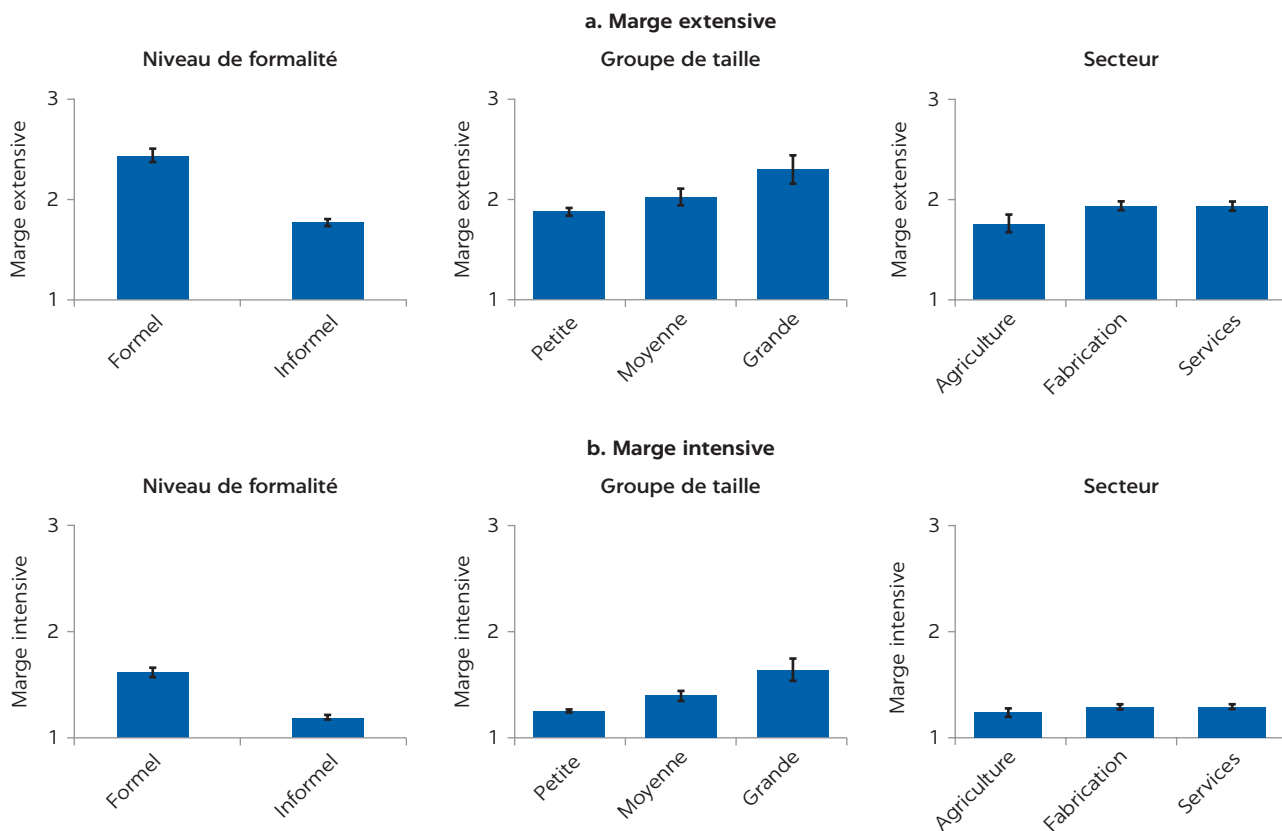 a. Marge extensive
Niveau de formalité
Groupe de taille
Secteur
Marge extensive
3
2
1
Formel
Informel
Marge extensive
3
2
1
Petite
Moyenne
Grande
Marge extensive
3
2
1
Agriculture
Fabrication
Services
b. Marge intensive
Niveau de formalité
Groupe de taille
Secteur
Marge intensive
3
2
1
Formel
Informel
Marge intensive
3
2
1
Petite
Moyenne
Grande
Marge intensive
3
2
1
Agriculture
Fabrication
Services